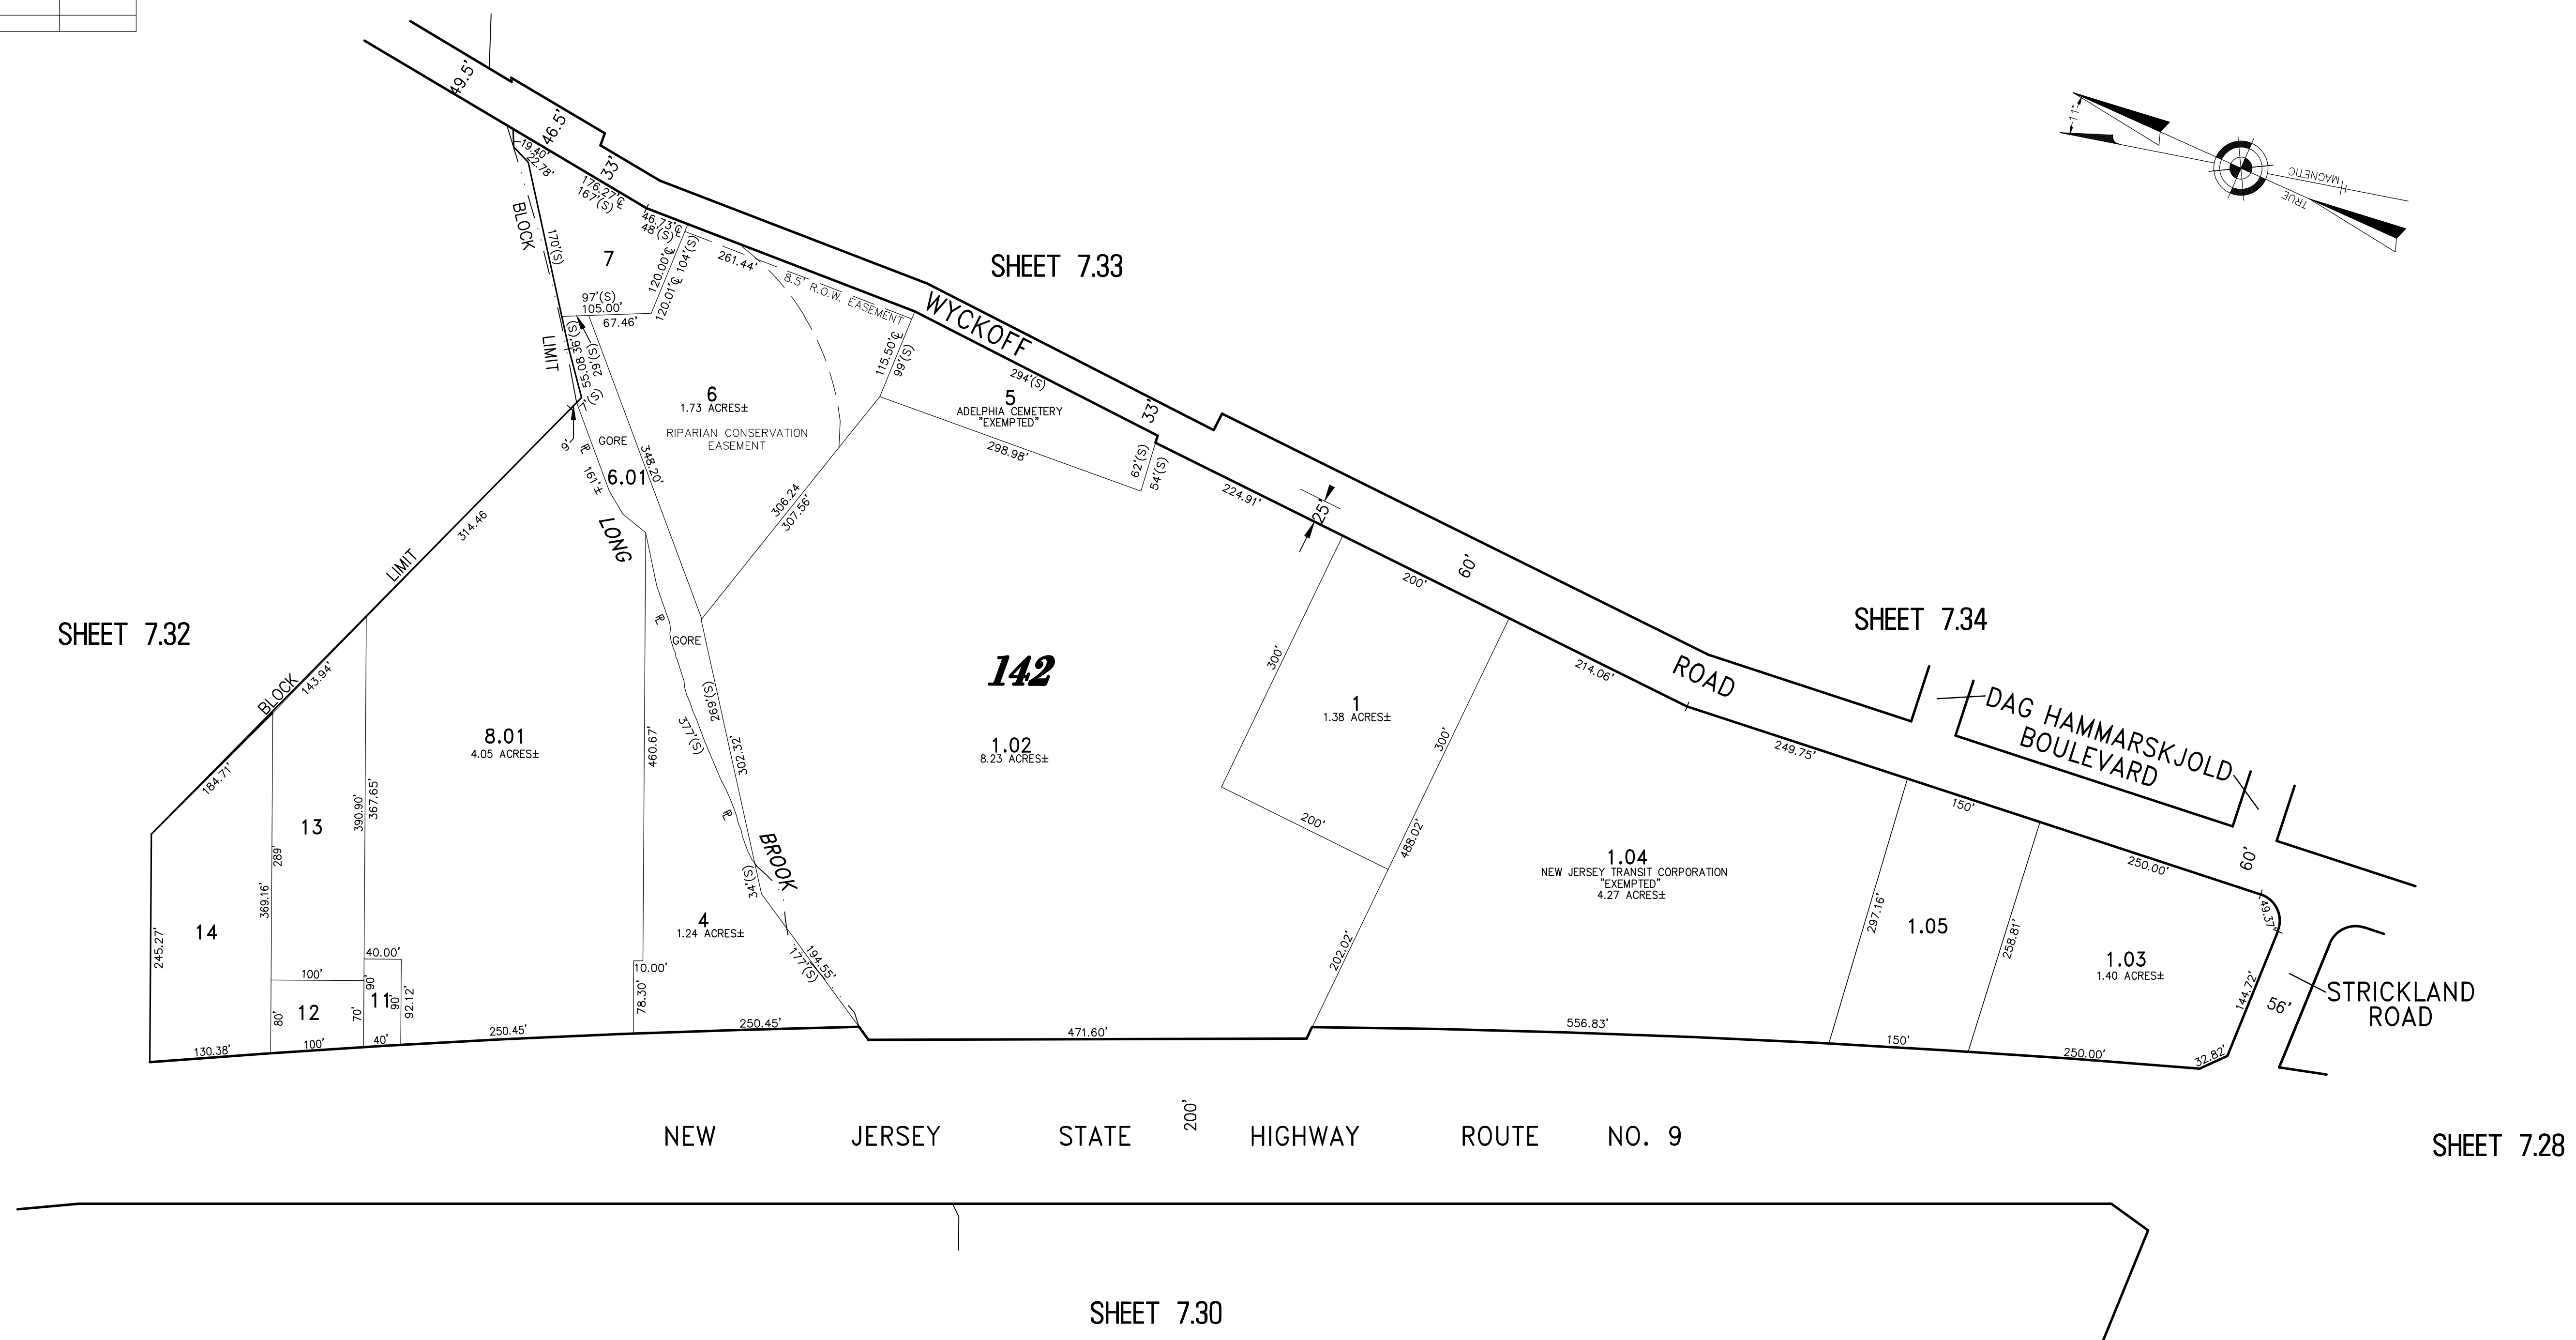 49.5'
46.5'
33'
19.40'
22.78'
176.27'℄
167'(S)
46.73'℄
48'(S)
BLOCK
170'(S)
7
120.00'℄
104'(S)
120.01'℄
97'(S)
105.00'
67.46'
LIMIT
36'(S)
29'(S)
55.08
7'(S)
9'
261.44'
8.5' R.O.W. EASEMENT
SHEET 7.33
WYCKOFF
11°
MAGNETIC
TRUE
115.50'℄
99'(S)
294'(S)
6
1.73 ACRES±
RIPARIAN CONSERVATION
EASEMENT
5
ADELPHIA CEMETERY
"EXEMPTED"
298.98'
62'(S)
54'(S)
33'
GORE
6.01
348.20'
161'±
℄
306.24
307.56'
314.46
LIMIT
LONG
224.91'
25'
200'
60'
SHEET 7.32
SHEET 7.34
BLOCK
143.94'
184.71'
GORE
142
300'
1
1.38 ACRES±
300'
214.06'
ROAD
DAG HAMMARSKJOLD
BOULEVARD
8.01
4.05 ACRES±
460.67'
377'(S)
269'(S)
302.32'
1.02
8.23 ACRES±
200'
488.02'
249.75'
150'
250.00'
60'
13
289'
369.16'
390.90'
367.65'
BROOK
34'(S)
1.04
NEW JERSEY TRANSIT CORPORATION
"EXEMPTED"
4.27 ACRES±
297.16'
1.05
258.81'
49.37'
14
245.27'
4
1.24 ACRES±
194.55'
177'(S)
202.02'
1.03
1.40 ACRES±
144.72'
56'
STRICKLAND
ROAD
40.00'
100'
90'
11
90'
92.12'
10.00'
78.30'
12
80'
70'
130.38'
100'
40'
250.45'
250.45'
471.60'
556.83'
150'
250.00'
32.82'
NEW JERSEY STATE HIGHWAY ROUTE NO. 9
200'
SHEET 7.28
SHEET 7.30